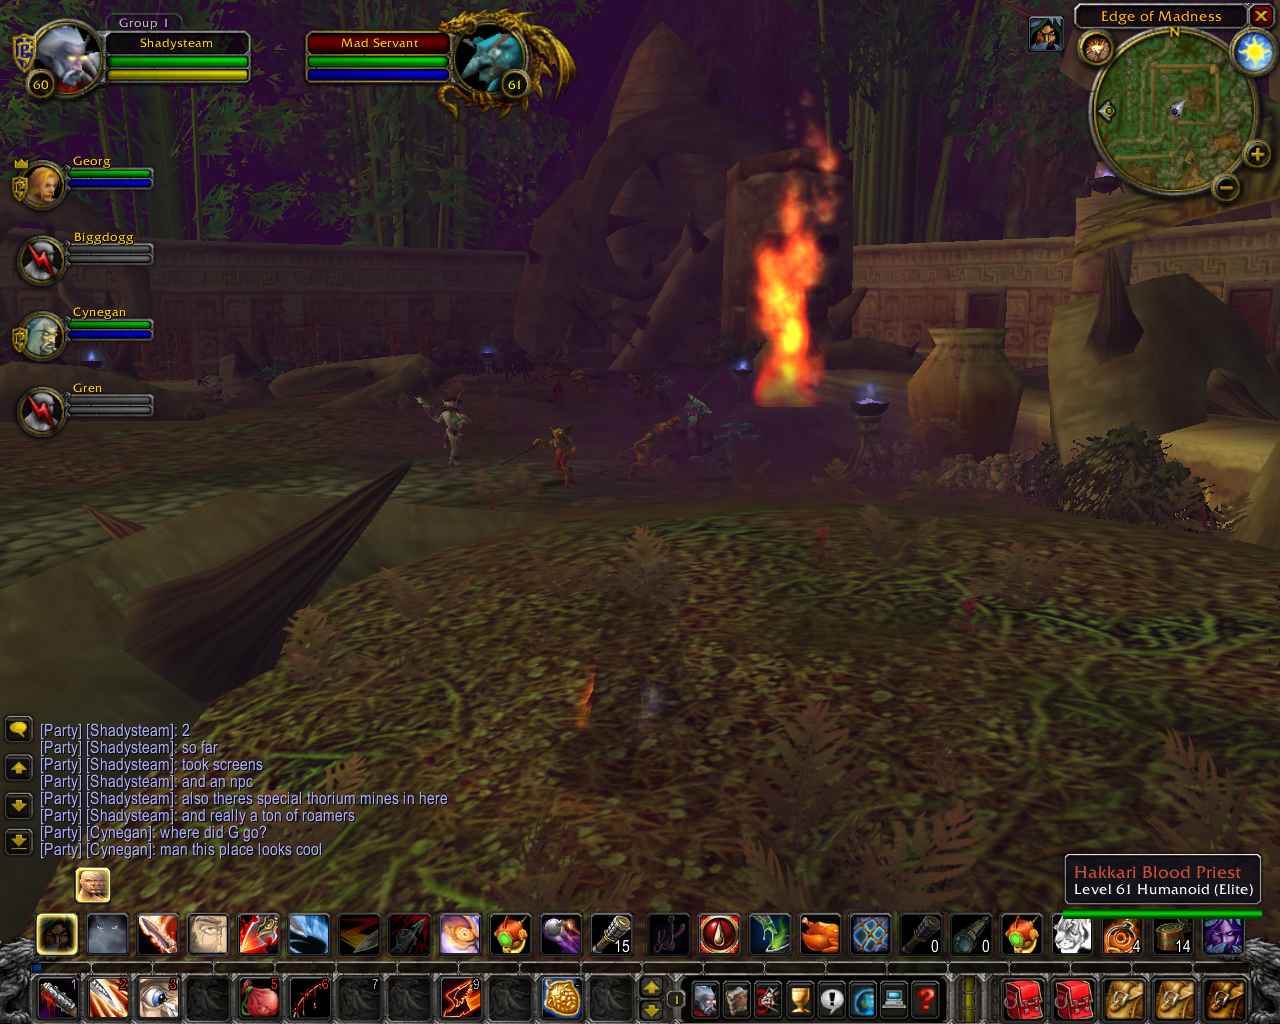 Group 1
Shadysteam
60
Mad Servant
61
Edge of Madness
N
Georg
Biggdogg
Cynegan
Gren
[Party] [Shadysteam]: 2
[Party] [Shadysteam]: so far
[Party] [Shadysteam]: took screens
[Party] [Shadysteam]: and an npc
[Party] [Shadysteam]: also theres special thorium mines in here
[Party] [Shadysteam]: and really a ton of roamers
[Party] [Cynegan]: where did G go?
[Party] [Cynegan]: man this place looks cool
Hakkari Blood Priest
Level 61 Humanoid (Elite)
15
0
0
4
14
1
2
3
5
6
7
9
1